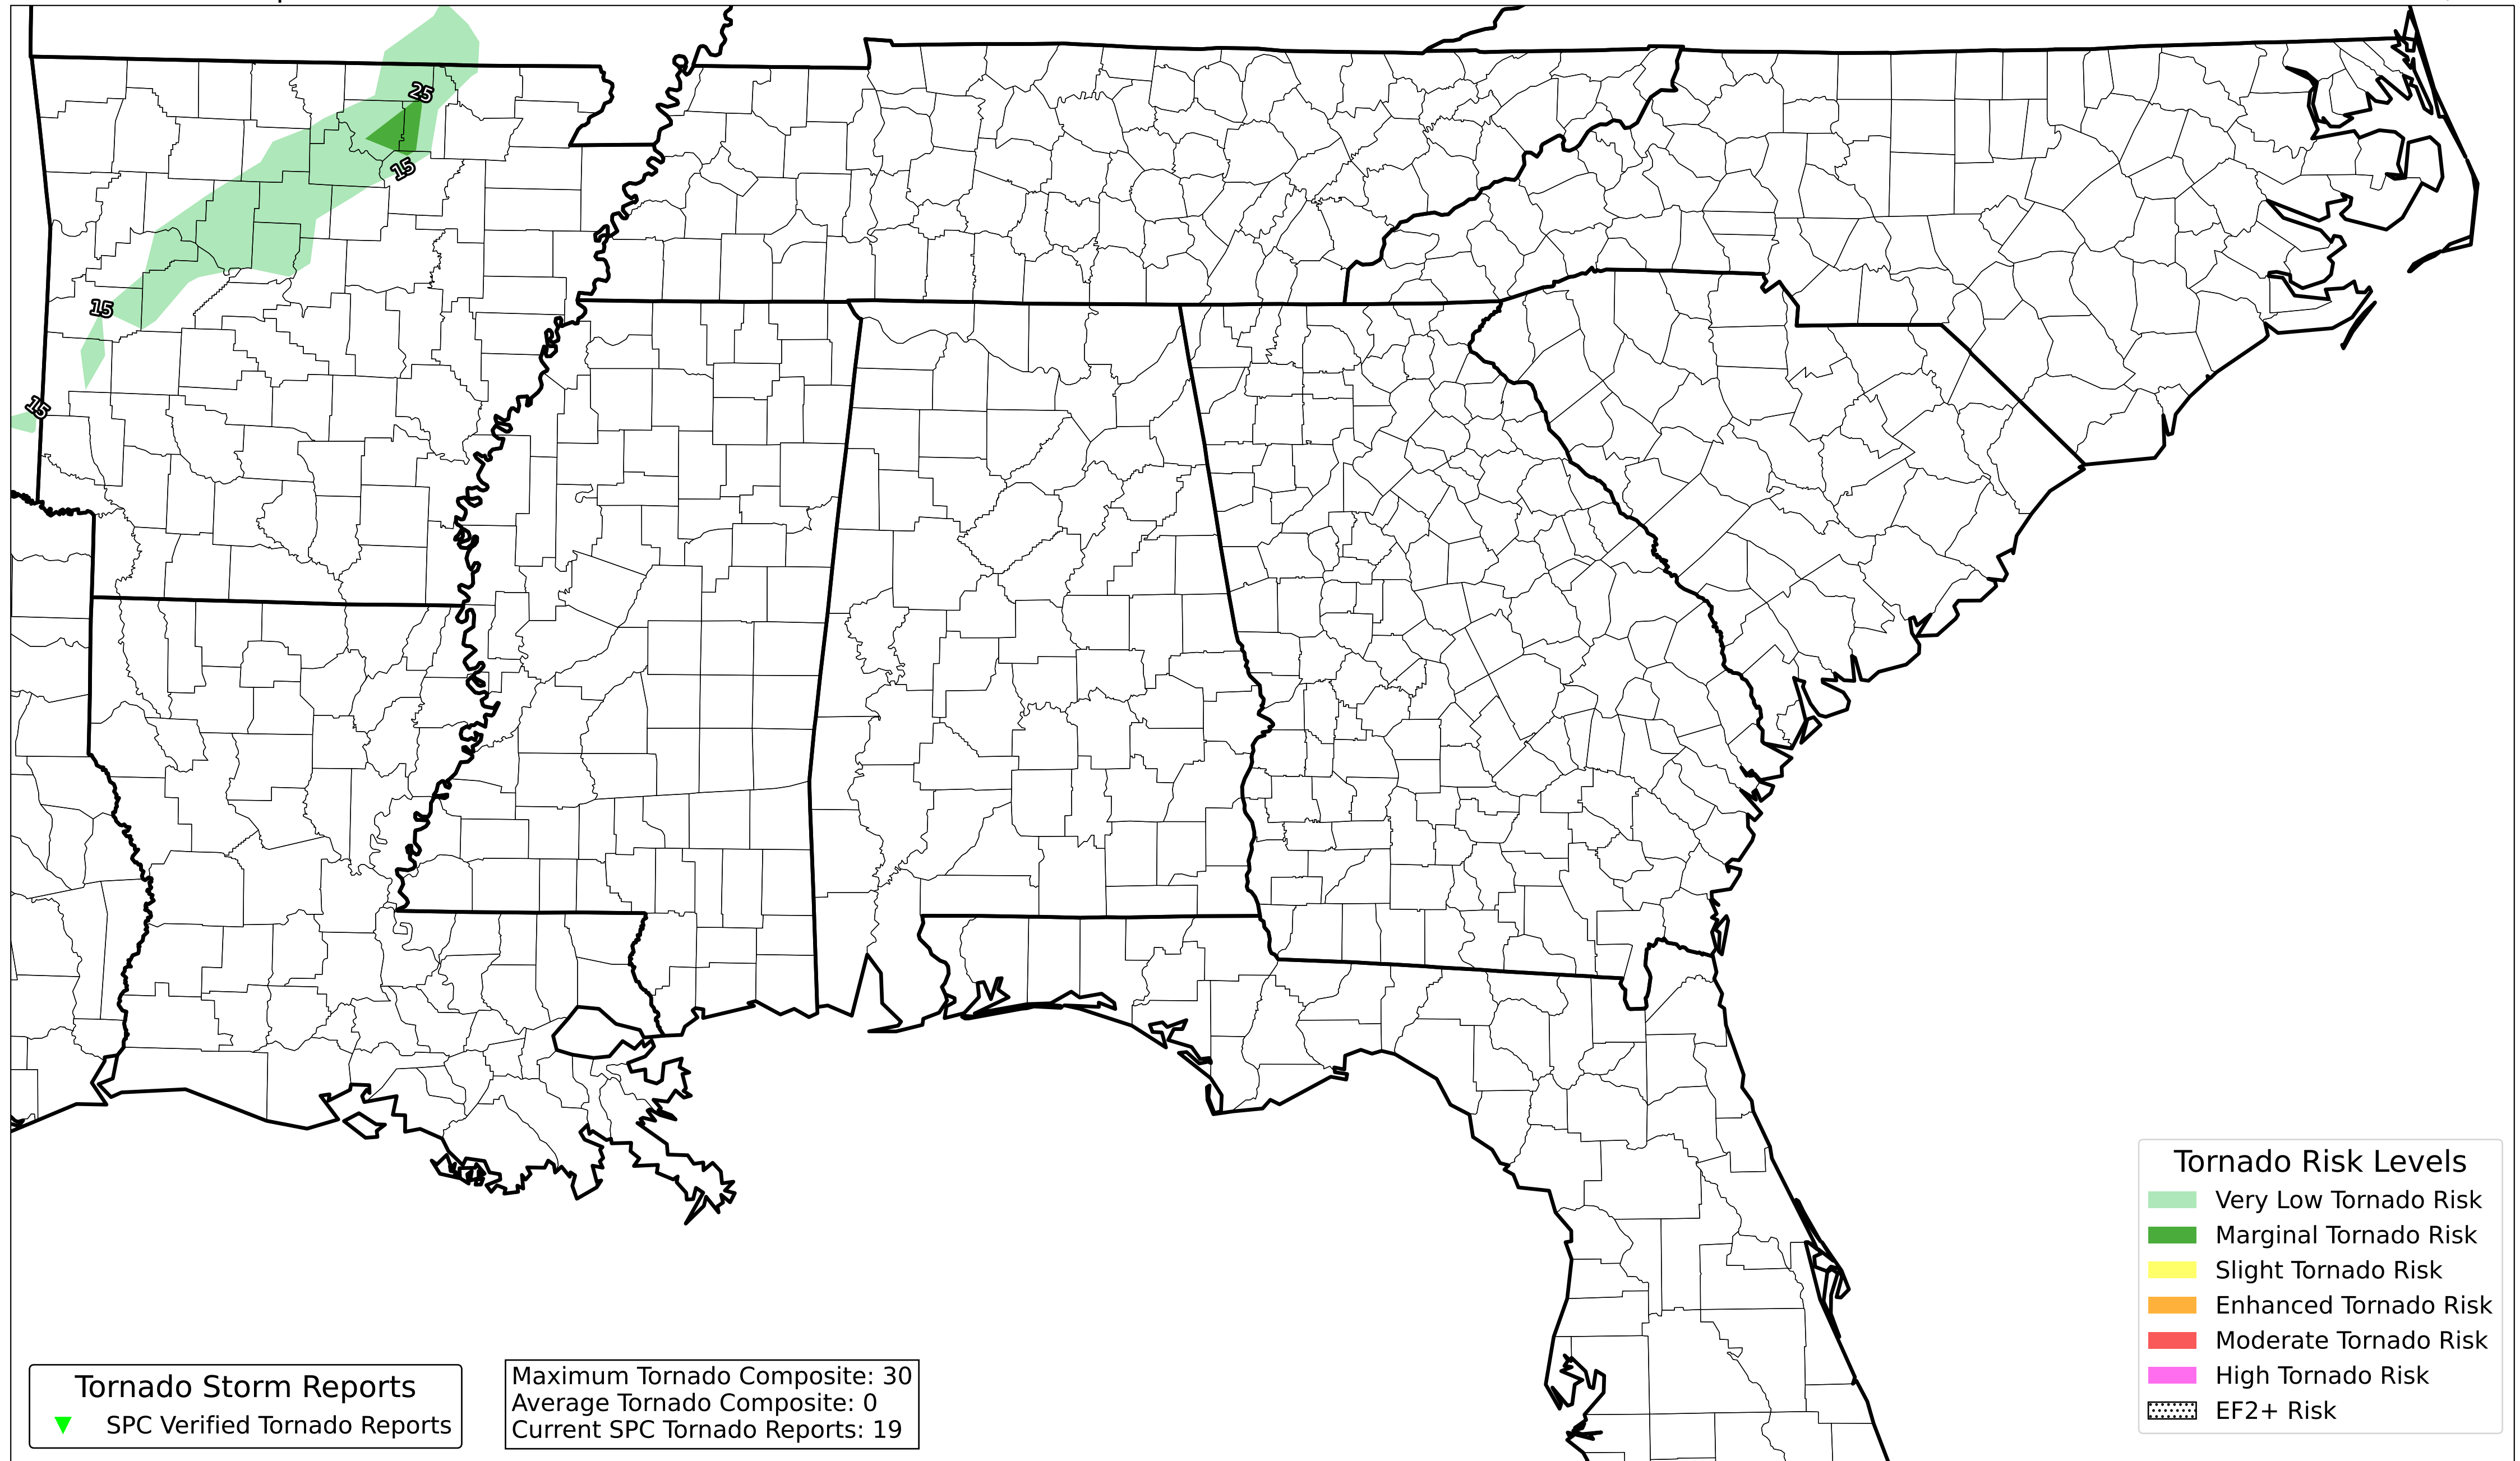 25
15
15
15
Tornado Risk Levels
Very Low Tornado Risk
Marginal Tornado Risk
Slight Tornado Risk
Enhanced Tornado Risk
Moderate Tornado Risk
High Tornado Risk
EF2+ Risk
Tornado Storm Reports
SPC Verified Tornado Reports
Maximum Tornado Composite: 30
Average Tornado Composite: 0
Current SPC Tornado Reports: 19